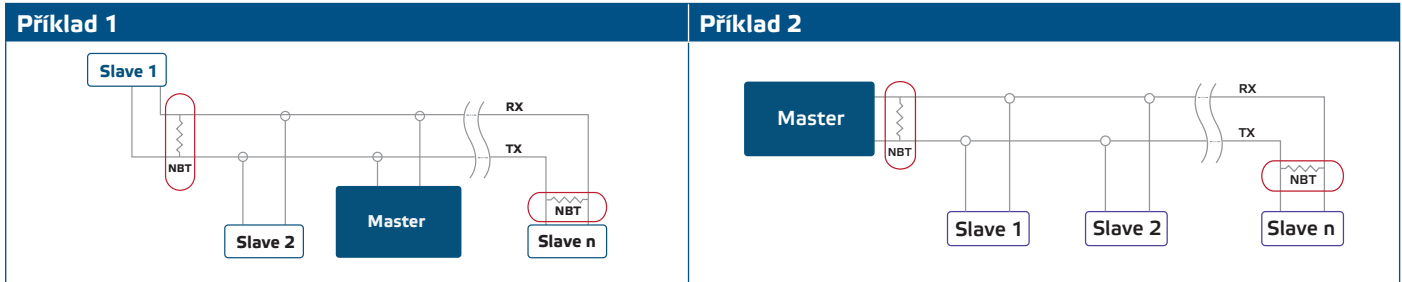 Příklad 1
Slave 1
RX
TX
NBT
NBT
Master
Slave 2
Slave n
Příklad 2
Master
RX
TX
NBT
NBT
Slave 1
Slave 2
Slave n